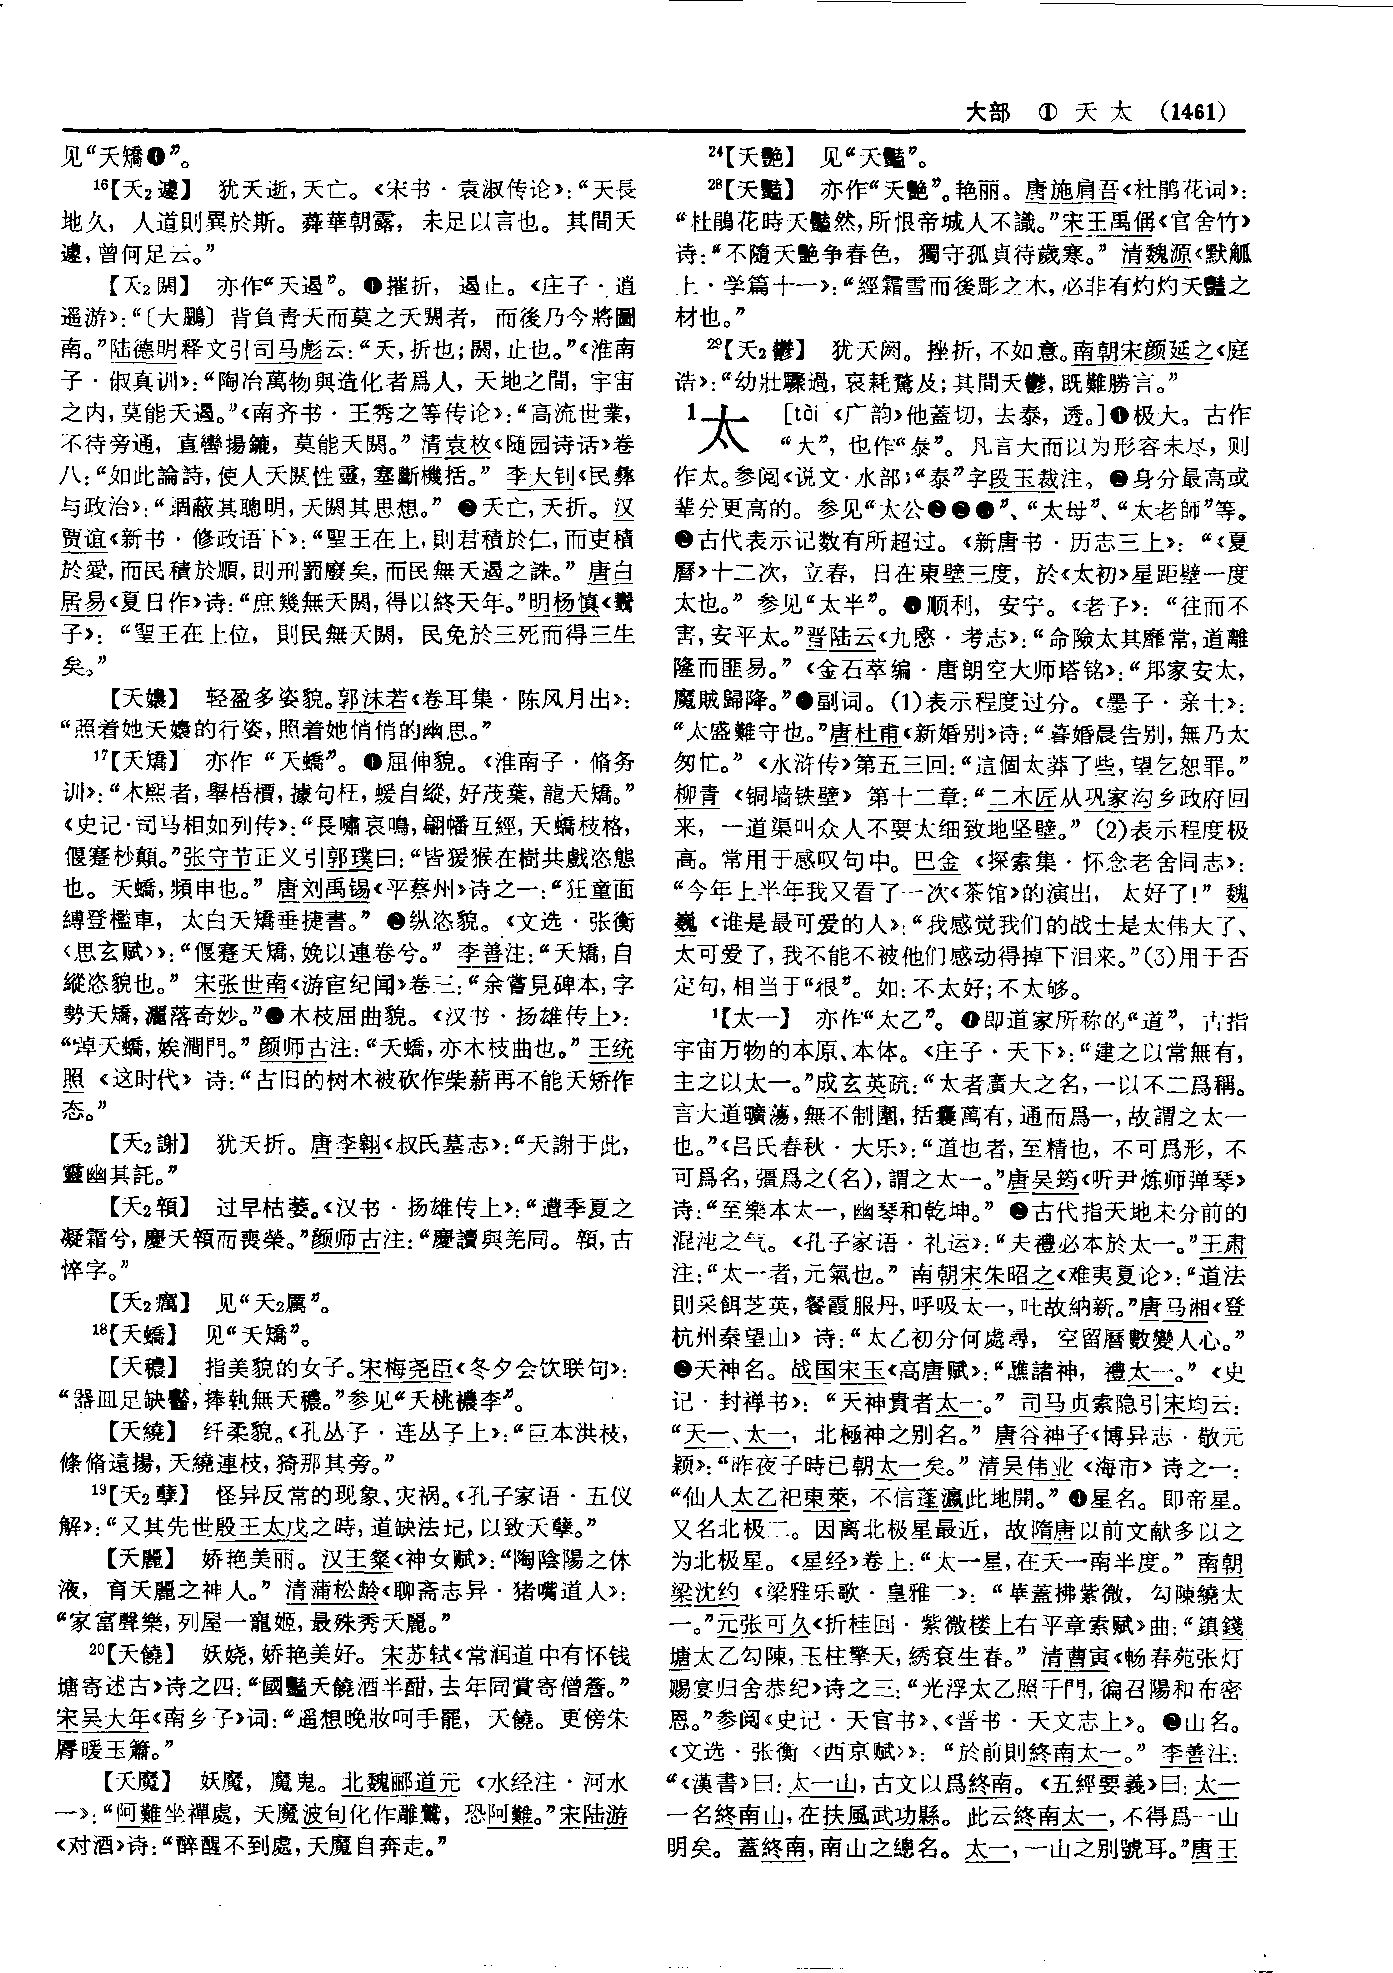 大部 ① 夭 太 (1461)
见“夭矯❹”。
16【夭2遽】 犹夭逝,夭亡。《宋书·袁淑传论》:“天長
地久, 人道則異於斯。 蕣華朝露, 未足以言也。 其間夭
遽,曾何足云。”
【夭2閼】 亦作“夭遏”。❶摧折, 遏止。《庄子·逍
遥游》:“〔大鵬〕 背負青天而莫之夭閼者, 而後乃今將圖
南。”陆德明释文引司马彪云:“夭,折也;閼,止也。”《淮南
子·俶真训》:“陶冶萬物與造化者爲人, 天地之間, 宇宙
之内,莫能夭遏。”《南齐书·王秀之等传论》:“高流世業,
不待旁通, 直轡揚鑣, 莫能夭閼。” 清袁枚《随园诗话》卷
八:“如此論詩,使人夭閼性靈,塞斷機括。” 李大钊《民彝
与政治》:“涸蔽其聰明,夭閼其思想。” ❷夭亡,夭折。 汉
贾谊《新书·修政语下》:“聖王在上,則君積於仁,而吏積
於愛,而民積於順,則刑罰廢矣,而民無夭遏之誅。” 唐白
居易《夏日作》诗:“庶幾無夭閼,得以終天年。”明杨慎《鬻
子》: “聖王在上位, 則民無夭閼, 民免於三死而得三生
矣。”
【夭嬝】 轻盈多姿貌。郭沫若《卷耳集·陈风月出》:
“照着她夭嬝的行姿,照着她悄悄的幽思。”
17【夭矯】 亦作 “夭蟜”。 ❶屈伸貌。 《淮南子·脩务
训》:“木熙者,舉梧檟,據句枉,蝯自縱,好茂葉,龍夭矯。”
《史记·司马相如列传》:“長嘯哀鳴,翩幡互經,夭蟜枝格,
偃蹇杪顛。”张守节正义引郭璞曰:“皆猨猴在樹共戲恣態
也。 夭蟜,頻申也。” 唐刘禹锡《平蔡州》诗之一:“狂童面
縛登檻車, 太白夭矯垂捷書。” ❷纵恣貌。 《文选·张衡
〈思玄赋〉》:“偃蹇夭矯,娩以連卷兮。” 李善注:“夭矯,自
縱恣貌也。” 宋张世南《游宦纪闻》卷三:“余嘗見碑本,字
勢夭矯,灑落奇妙。”❸木枝屈曲貌。《汉书·扬雄传上》:
“踔夭蟜,娭澗門。” 颜师古注:“夭蟜,亦木枝曲也。” 王统
照 《这时代》 诗:“古旧的树木被砍作柴薪再不能夭矫作
态。”
【夭2謝】 犹夭折。 唐李翱《叔氏墓志》:“夭謝于此,
靈幽其託。”
【夭2顇】 过早枯萎。《汉书·扬雄传上》:“遭季夏之
凝霜兮,慶夭顇而喪榮。”颜师古注:“慶讀與羌同。 顇,古
悴字。”
【夭2癘】 见“夭2厲”。
18【夭蟜】 见“夭矯”。
【夭穠】 指美貌的女子。宋梅尧臣《冬夕会饮联句》:
“器皿足缺齾,捧執無夭穠。”参见“夭桃穠李”。
【夭繞】 纤柔貌。《孔丛子·连丛子上》:“巨本洪枝,
條脩遠揚,夭繞連枝,猗那其旁。”
19【夭2孽】 怪异反常的现象、灾祸。《孔子家语·五仪
解》:“又其先世殷王太戊之時,道缺法圮,以致夭孽。”
【夭麗】 娇艳美丽。 汉王粲《神女赋》:“陶陰陽之休
液, 育夭麗之神人。” 清蒲松龄《聊斋志异·猪嘴道人》:
“家富聲樂,列屋一寵姬,最殊秀夭麗。”
20【夭饒】 妖娆,娇艳美好。 宋苏轼《常润道中有怀钱
塘寄述古》诗之四:“國豔夭饒酒半酣,去年同賞寄僧簷。”
宋吴大年《南乡子》词:“遥想晚妝呵手罷, 夭饒。 更傍朱
脣暖玉簫。”
【夭魔】 妖魔, 魔鬼。 北魏郦道元 《水经注·河水
一》:“阿難坐禪處, 夭魔波旬化作雕鷲, 恐阿難。”宋陆游
《对酒》诗:“醉醒不到處,夭魔自奔走。”
24【夭艷】 见“夭豔”。
28【夭豔】 亦作“夭艷”。艳丽。 唐施肩吾《杜鹃花词》:
“杜鵑花時夭豔然,所恨帝城人不識。”宋王禹偁《官舍竹》
诗:“不隨夭艷争春色, 獨守孤貞待歲寒。” 清魏源《默觚
上·学篇十一》:“經霜雪而後彫之木,必非有灼灼夭豔之
材也。”
29【夭2鬱】 犹夭阏。 挫折,不如意。南朝宋颜延之《庭
诰》:“幼壯驟過,哀耗騖及;其間夭鬱,既難勝言。”
1太 [tài 《广韵》他蓋切, 去泰, 透。]❶极大。 古作
“大”, 也作“泰”。 凡言大而以为形容未尽, 则
作太。参阅《说文·水部》“泰”字段玉裁注。 ❷身分最高或
辈分更高的。 参见“太公❶❷❸”、“太母”、“太老師”等。
❸古代表示记数有所超过。《新唐书·历志三上》: “《夏
曆》十二次, 立春, 日在東壁三度, 於《太初》星距壁一度
太也。” 参见“太半”。 ❹顺利, 安宁。《老子》: “往而不
害,安平太。”晋陆云《九愍·考志》:“命險太其靡常,道離
隆而匪易。” 《金石萃编·唐朗空大师塔铭》:“邦家安太,
魔賊歸降。”❺副词。(1)表示程度过分。《墨子·亲士》:
“太盛難守也。”唐杜甫《新婚别》诗:“暮婚晨告别,無乃太
匆忙。” 《水浒传》第五三回:“這個太莽了些,望乞恕罪。”
柳青 《铜墙铁壁》 第十二章:“二木匠从巩家沟乡政府回
来, 一道渠叫众人不要太细致地坚壁。” (2)表示程度极
高。 常用于感叹句中。 巴金 《探索集·怀念老舍同志》:
“今年上半年我又看了一次《茶馆》的演出, 太好了!” 魏
巍 《谁是最可爱的人》:“我感觉我们的战士是太伟大了、
太可爱了,我不能不被他们感动得掉下泪来。”(3)用于否
定句,相当于“很”。如:不太好;不太够。
1【太一】 亦作“太乙”。 ❶即道家所称的“道”, 古指
宇宙万物的本原、本体。《庄子·天下》:“建之以常無有,
主之以太一。”成玄英疏:“太者廣大之名,一以不二爲稱。
言大道曠蕩,無不制圍,括囊萬有,通而爲一,故謂之太一
也。”《吕氏春秋·大乐》:“道也者,至精也, 不可爲形, 不
可爲名,彊爲之(名),謂之太一。”唐吴筠《听尹炼师弹琴》
诗:“至樂本太一,幽琴和乾坤。” ❷古代指天地未分前的
混沌之气。《孔子家语·礼运》:“夫禮必本於太一。”王肃
注:“太一者,元氣也。” 南朝宋朱昭之《难夷夏论》:“道法
則采餌芝英,餐霞服丹,呼吸太一,吐故納新。”唐马湘《登
杭州秦望山》 诗:“太乙初分何處尋, 空留曆數變人心。”
❸天神名。 战国宋玉《高唐赋》:“醮諸神, 禮太一。” 《史
记·封禅书》: “天神貴者太一。” 司马贞索隐引宋均云:
“天一、太一, 北極神之别名。” 唐谷神子《博异志·敬元
颖》:“昨夜子時已朝太一矣。” 清吴伟业 《海市》 诗之一:
“仙人太乙祀東萊, 不信蓬瀛此地開。” ❹星名。 即帝星。
又名北极二。 因离北极星最近, 故隋唐以前文献多以之
为北极星。《星经》卷上:“太一星,在天一南半度。” 南朝
梁沈约 《梁雅乐歌·皇雅二》: “華蓋拂紫微, 勾陳繞太
一。”元张可久《折桂回·紫微楼上右平章索赋》曲:“鎮錢
塘太乙勾陳,玉柱擎天,綉衮生春。” 清曹寅《畅春苑张灯
赐宴归舍恭纪》诗之三:“光浮太乙照千門,徧召陽和布密
恩。”参阅《史记·天官书》、《晋书·天文志上》。 ❺山名。
《文选·张衡〈西京赋〉》: “於前則終南太一。” 李善注:
“《漢書》曰:太一山,古文以爲終南。《五經要義》曰:太一
一名終南山,在扶風武功縣。 此云終南太一,不得爲一山
明矣。 蓋終南,南山之總名。 太一,一山之别號耳。”唐王